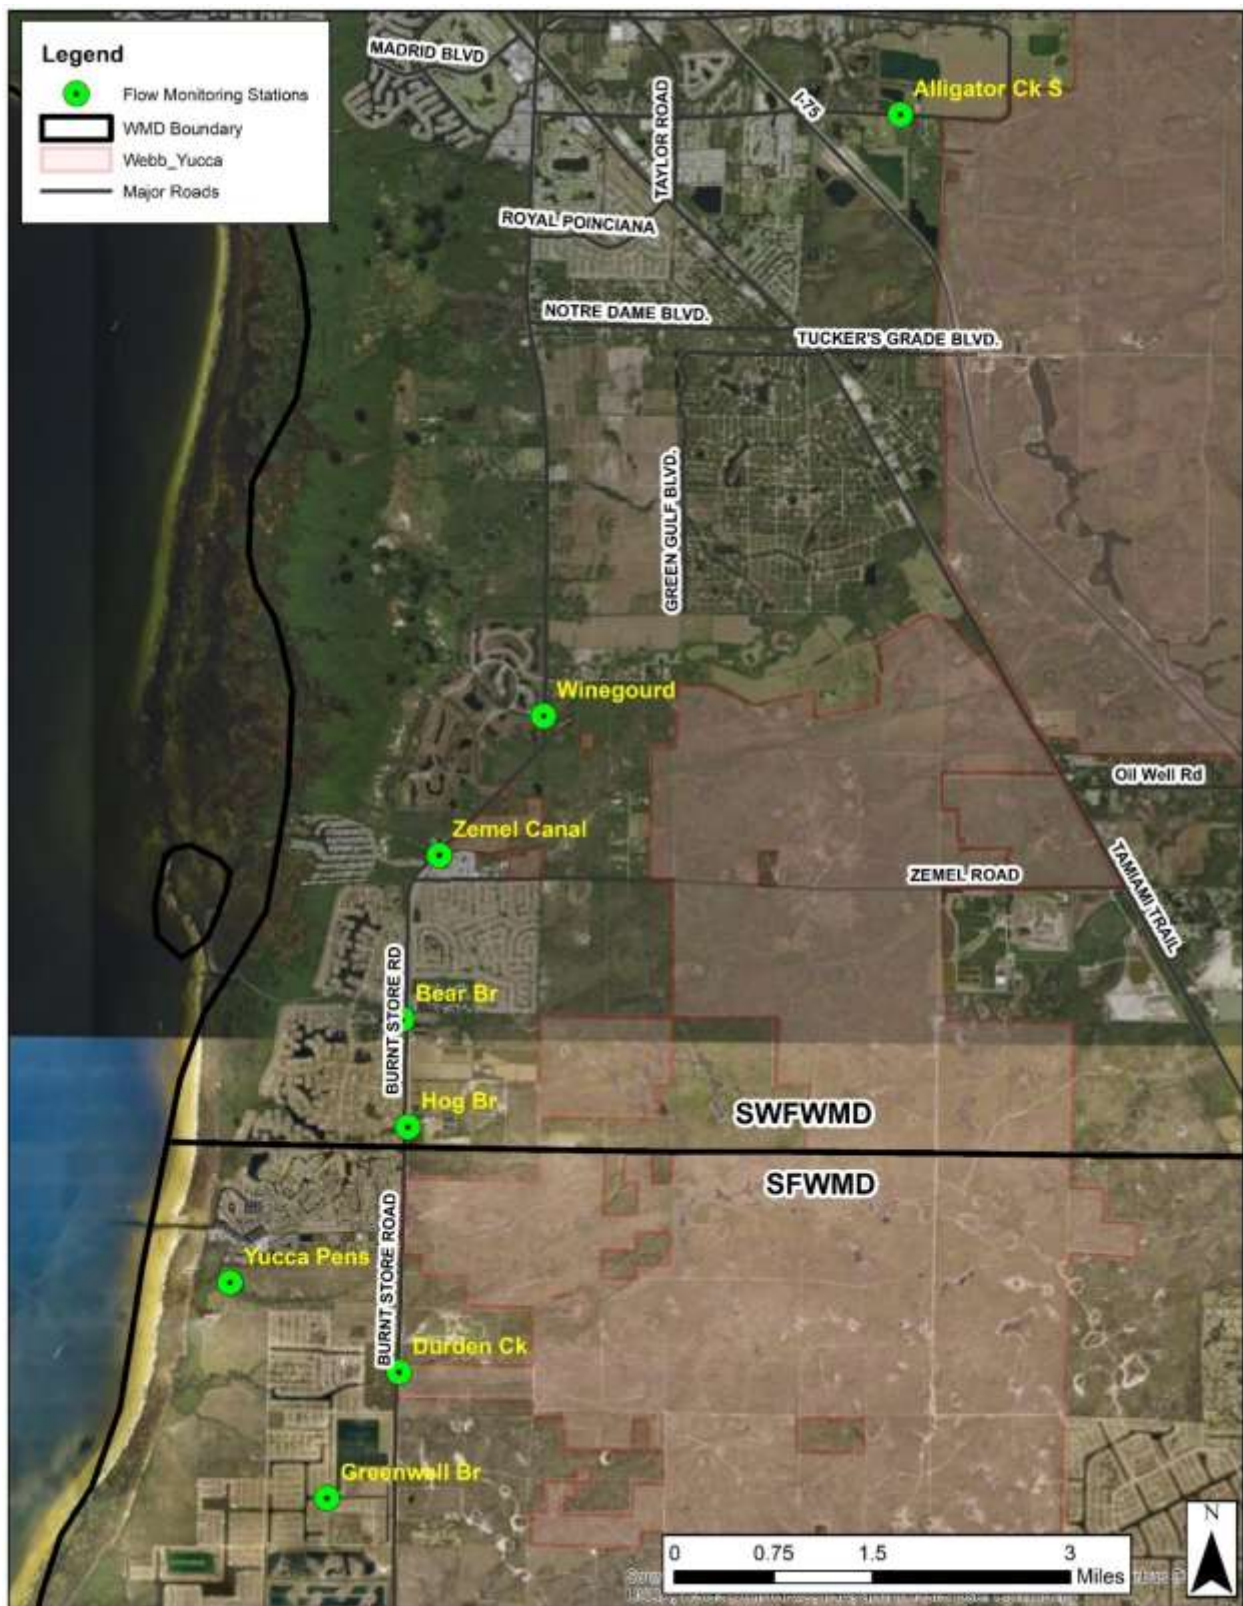 Legend
Flow Monitoring Stations
WMD Boundary
Webb_Yucca
Major Roads
MADRID BLVD
TAYLOR ROAD
I-75
Alligator Ck S
ROYAL POINCIANA
NOTRE DAME BLVD.
TUCKER'S GRADE BLVD.
GREEN GULF BLVD.
Winegourd
Oil Well Rd
Zemel Canal
ZEMEL ROAD
TAMIAMI TRAIL
BURNT STORE RD
Bear Br
Hog Br
SWFWMD
SFWMD
BURNT STORE ROAD
Yucca Pens
Durden Ck
Greenwell Br
N
0 0.75 1.5 3
Miles